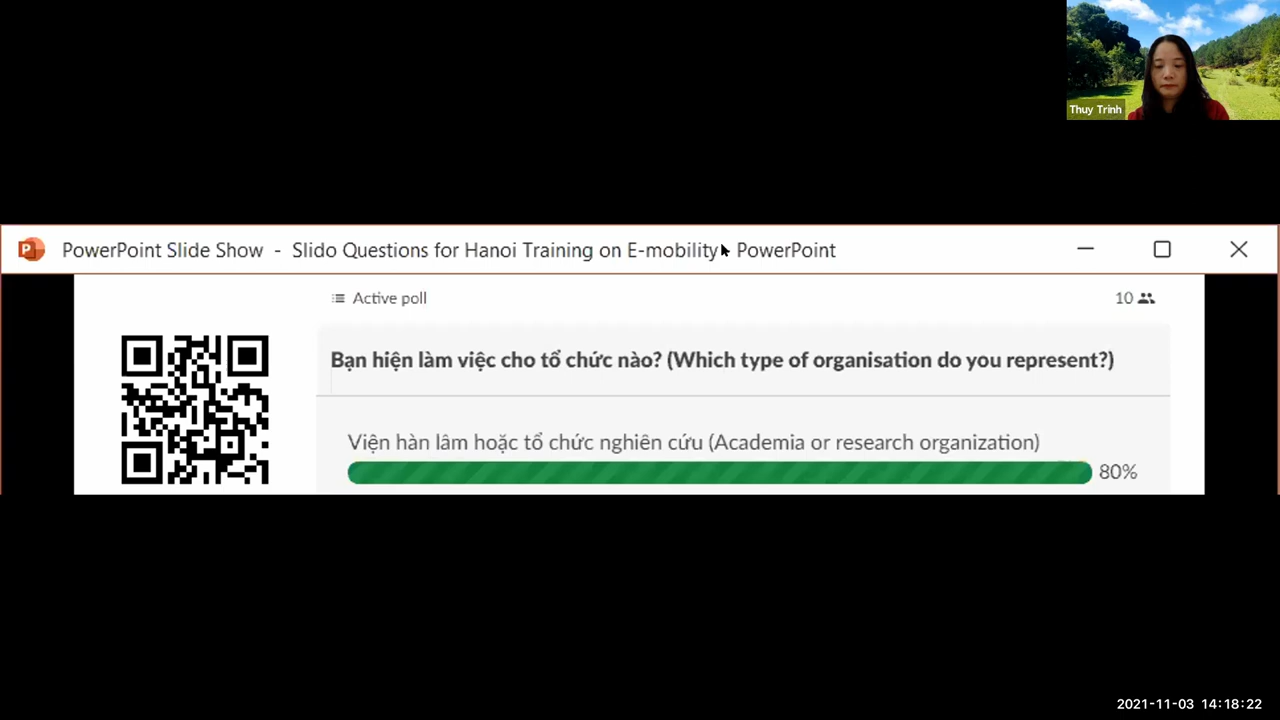 Thuy Trinh
PowerPoint Slide Show - Slido Questions for Hanoi Training on E-mobility PowerPoint
Active poll
10
Bạn hiện làm việc cho tổ chức nào? (Which type of organisation do you represent?)
Viện hàn lâm hoặc tổ chức nghiên cứu (Academia or research organization)
80%
2021-11-03 14:18:22